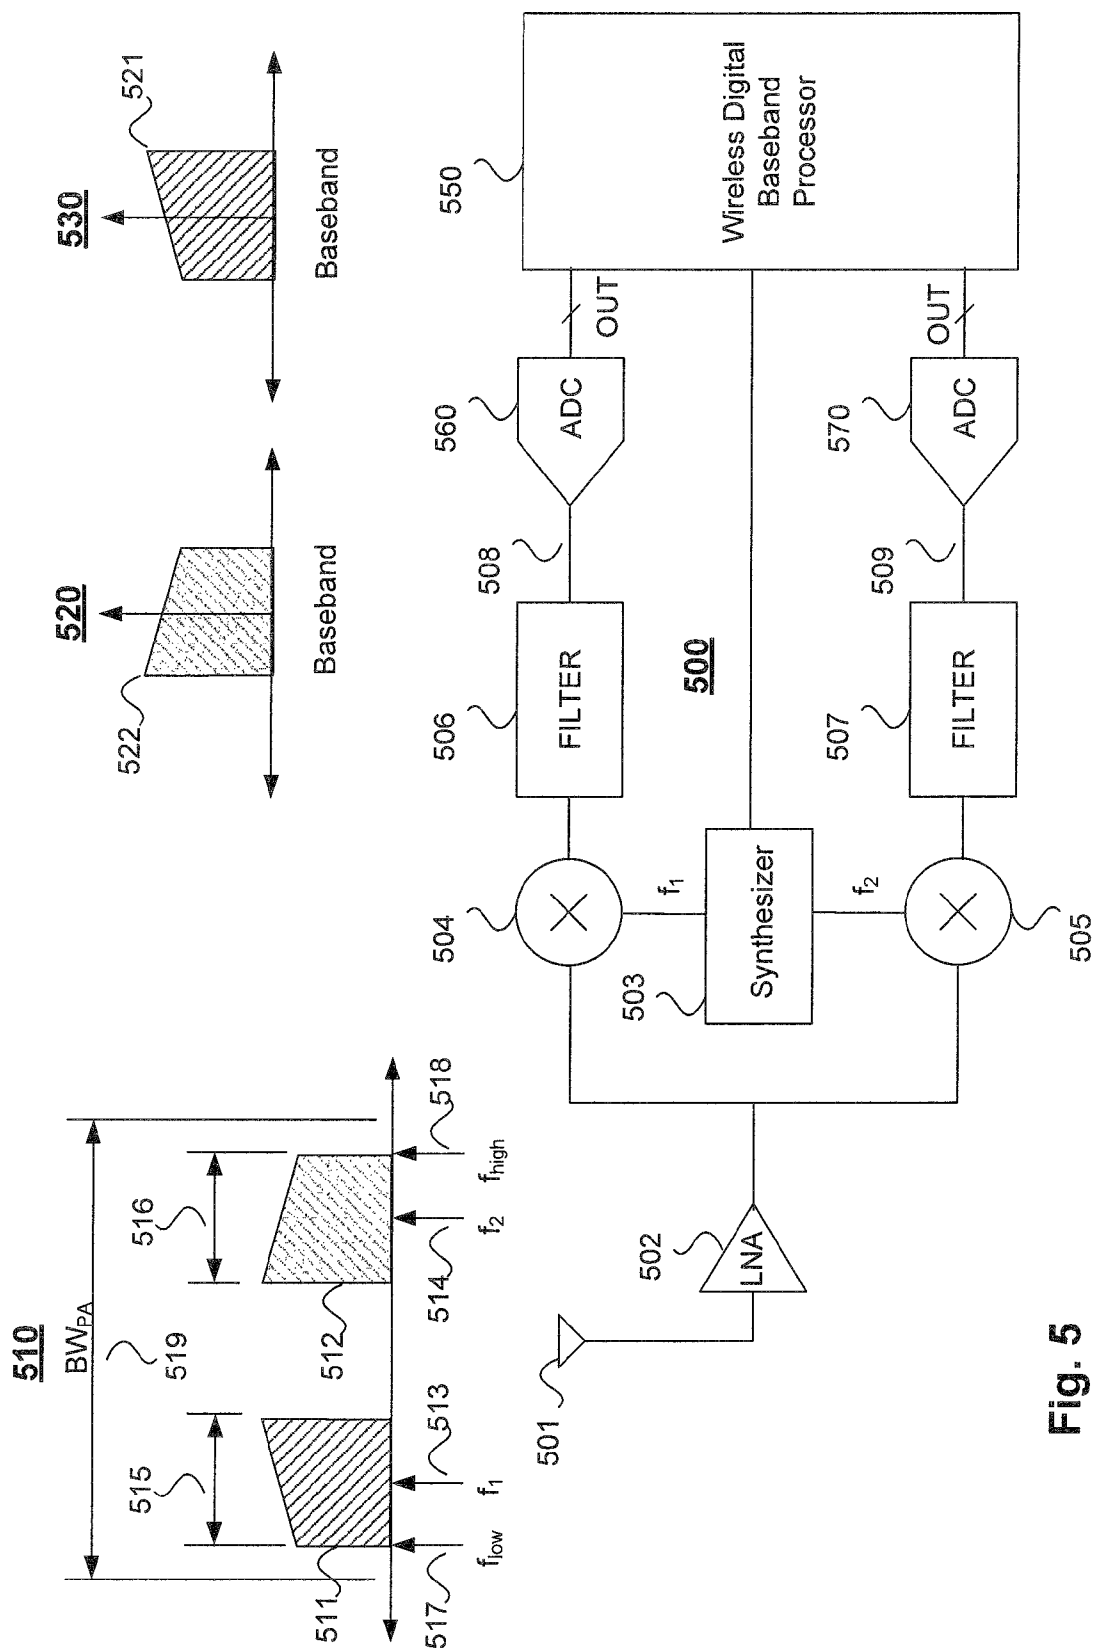 510
BW_PA
519
515
516
511
512
517
513
514
518
f_low
f_1
f_2
f_high
520
522
Baseband
530
521
Baseband
501
502
LNA
503
Synthesizer
f_1
f_2
504
505
506
FILTER
507
FILTER
500
508
509
560
ADC
570
ADC
OUT
OUT
550
Wireless Digital
Baseband
Processor
Fig. 5